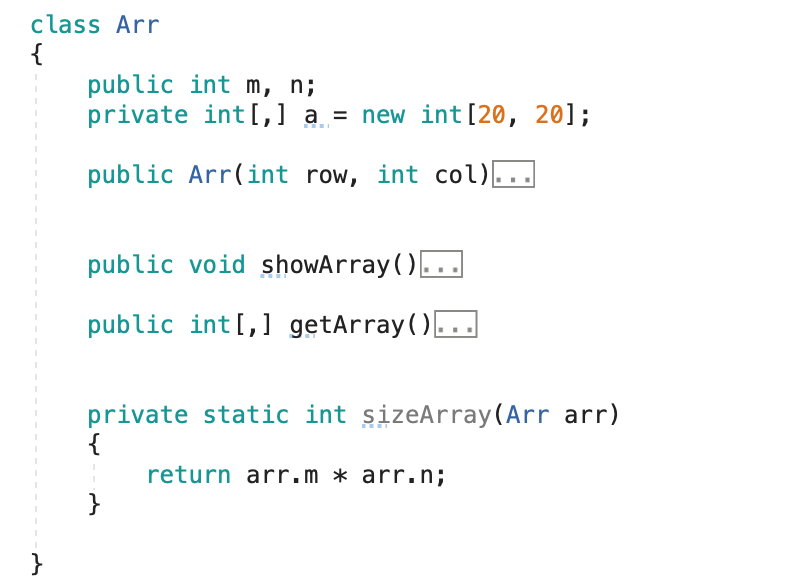 class Arr
{
public int m, n;
private int[,] a = new int[20, 20];
public Arr(int row, int col)...
public void showArray()...
public int[,] getArray()...
private static int sizeArray(Arr arr)
{
return arr.m * arr.n;
}
}